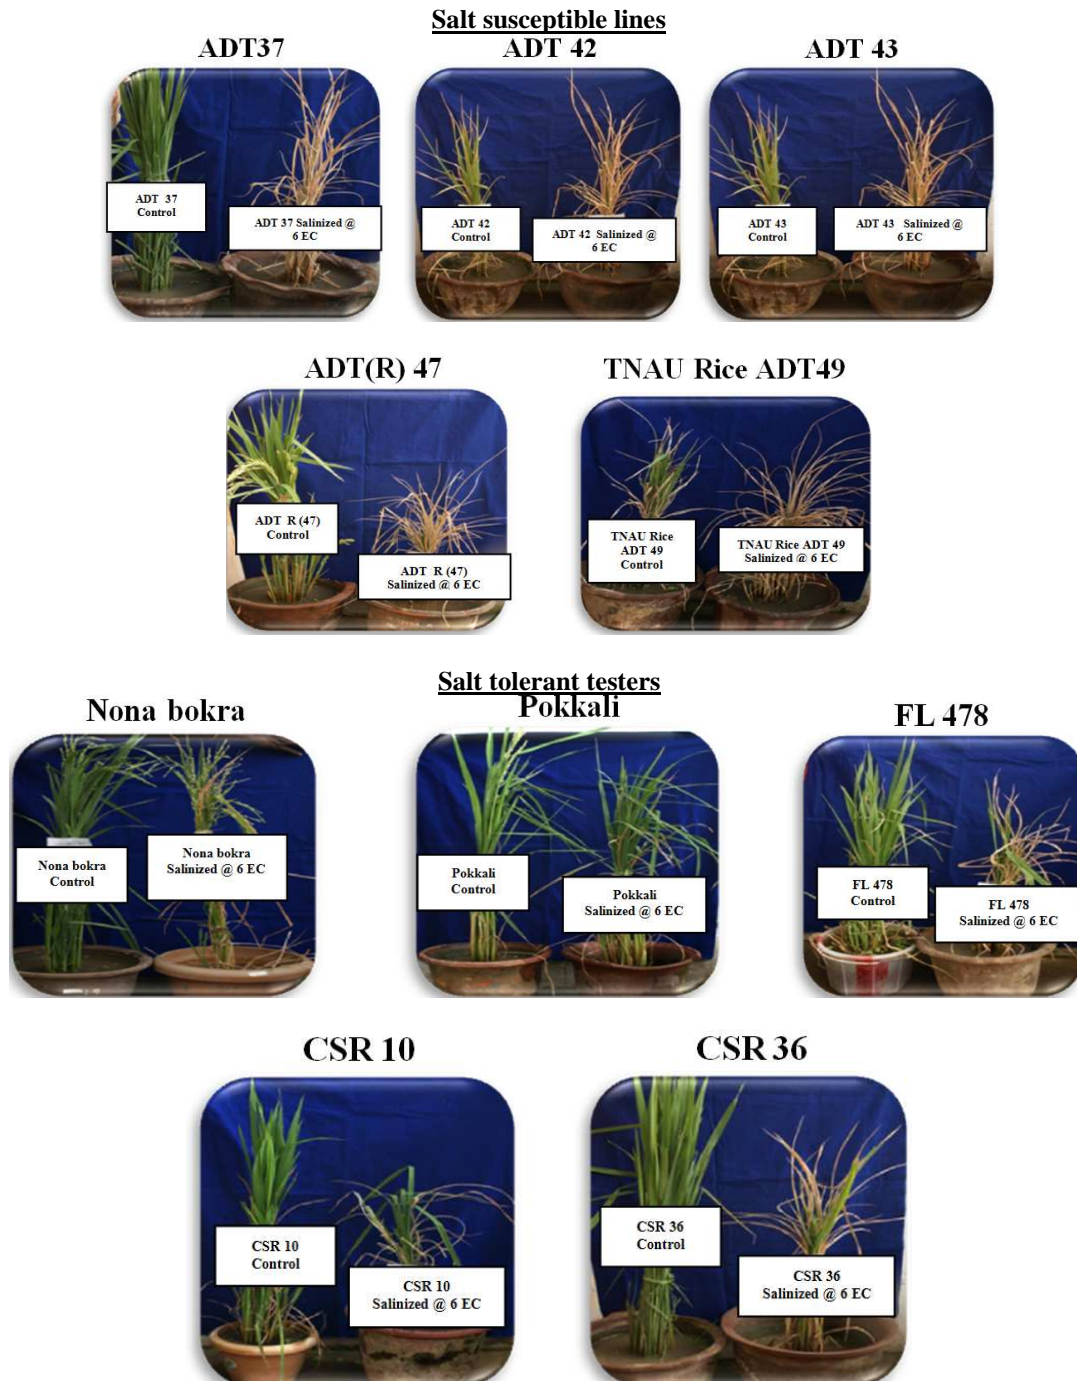 Salt susceptible lines
ADT37
ADT 42
ADT 43
ADT 37
Control
ADT 37 Salinized @
6 EC
ADT 42
Control
ADT 42 Salinized @
6 EC
ADT 43
Control
ADT 43 Salinized @
6 EC
ADT(R) 47
TNAU Rice ADT49
ADT R (47)
Control
ADT R (47)
Salinized @ 6 EC
TNAU Rice
ADT 49
Control
TNAU Rice ADT 49
Salinized @ 6 EC
Salt tolerant testers
Nona bokra
Pokkali
FL 478
Nona bokra
Control
Nona bokra
Salinized @ 6 EC
Pokkali
Control
Pokkali
Salinized @ 6 EC
FL 478
Control
FL 478
Salinized @ 6 EC
CSR 10
CSR 36
CSR 10
Control
CSR 10
Salinized @ 6 EC
CSR 36
Control
CSR 36
Salinized @ 6 EC